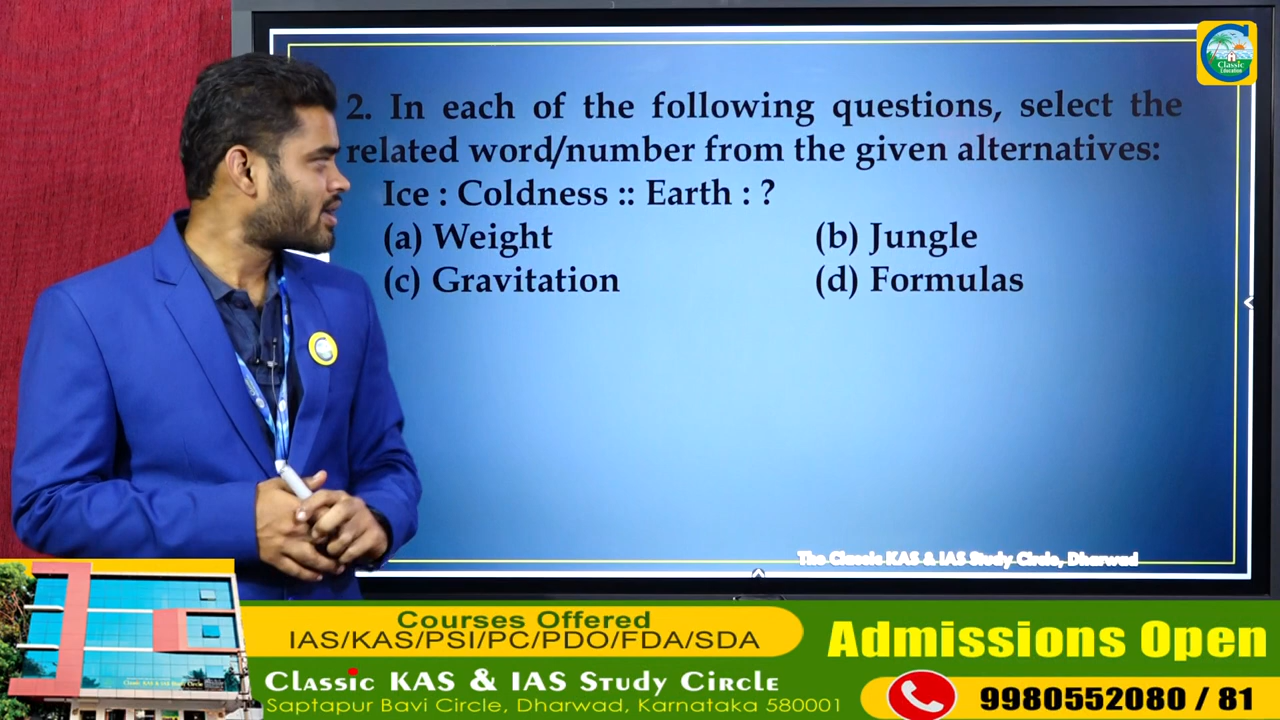 Classic
Education
2. In each of the following questions, select the
related word/number from the given alternatives:
Ice : Coldness :: Earth : ?
(a) Weight (b) Jungle
(c) Gravitation (d) Formulas
The Classic KAS & IAS Study Circle, Dharwad
Courses Offered
IAS/KAS/PSI/PC/PDO/FDA/SDA
Admissions Open
Classic KAS & IAS Study Circle
Saptapur Bavi Circle, Dharwad, Karnataka 580001
9980552080 / 81